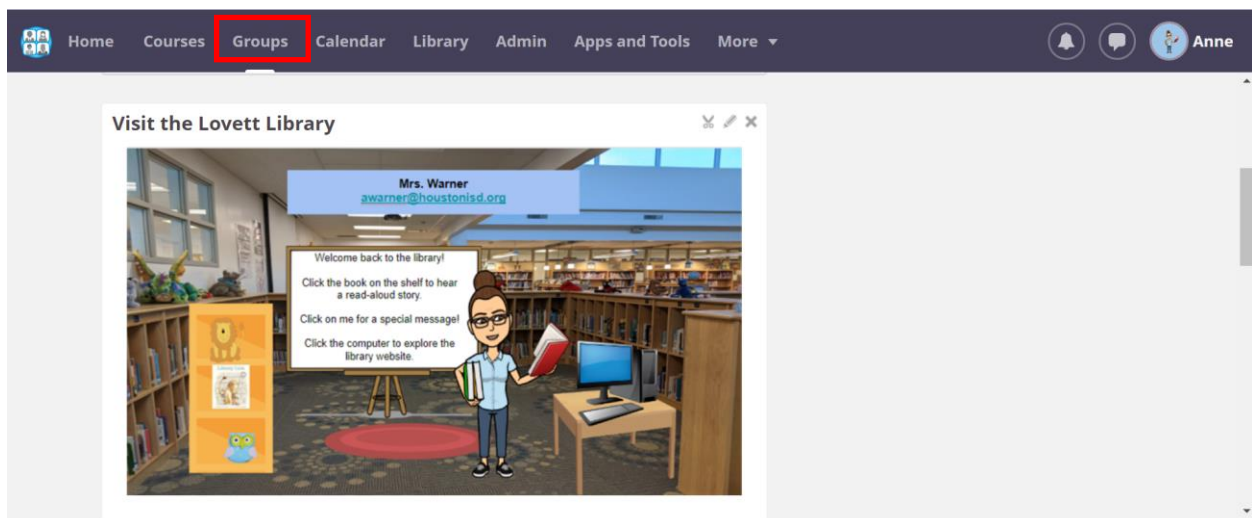 Home Courses Groups Calendar Library Admin Apps and Tools More Anne
Visit the Lovett Library
Mrs. Warner
awarner@houstonisd.org
Welcome back to the library!
Click the book on the shelf to hear
a read-aloud story.
Click on me for a special message!
Click the computer to explore the
library website.